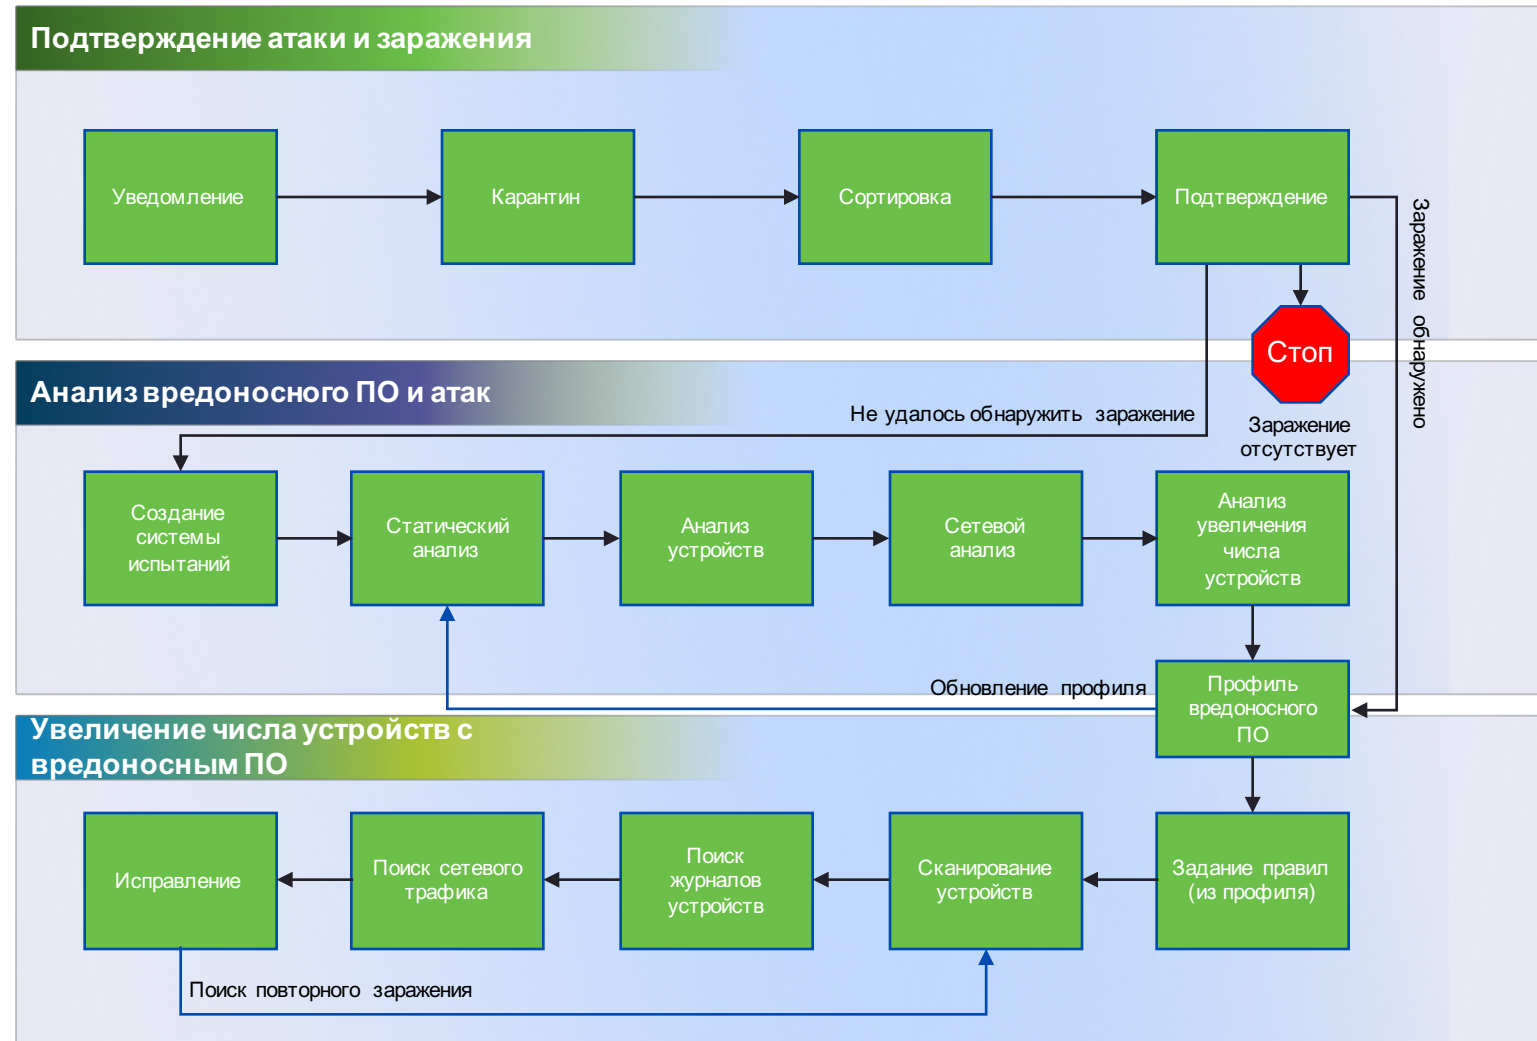 Подтверждение атаки и заражения
Уведомление
Карантин
Сортировка
Подтверждение
Заражение обнаружено
Стоп
Заражение
отсутствует
Анализ вредоносного ПО и атак
Не удалось обнаружить заражение
Создание
системы
испытаний
Статический
анализ
Анализ
устройств
Сетевой
анализ
Анализ
увеличения
числа
устройств
Обновление профиля
Профиль
вредоносного
ПО
Увеличение числа устройств с
вредоносным ПО
Исправление
Поиск сетевого
трафика
Поиск
журналов
устройств
Сканирование
устройств
Задание правил
(из профиля)
Поиск повторного заражения